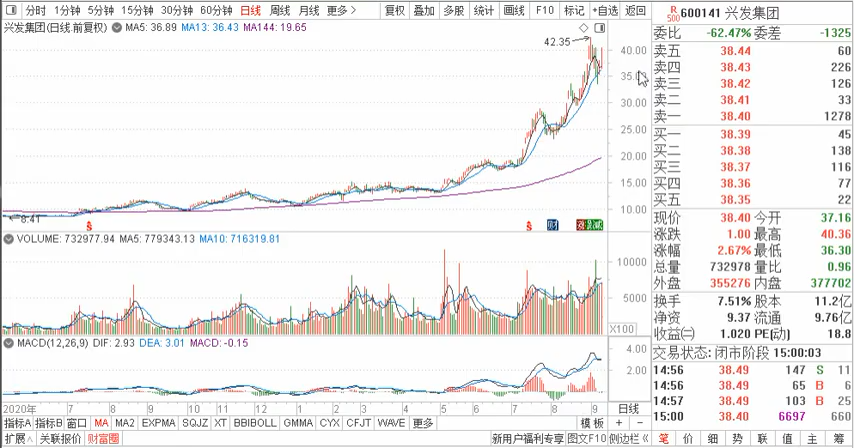 分时 1分钟 5分钟 15分钟 30分钟 60分钟 日线 周线 月线 更多 > 复权 叠加 多股 统计 画线 F10 标记 +自选 返回
兴发集团(日线 前复权) MA5: 36.89 MA13: 36.43 MA144: 19.65
42.35
40.00
35.00
30.00
25.00
20.00
15.00
10.00
8.41
VOLUME: 732977.94 MA5: 779343.13 MA10: 716319.81
10000
5000
X100
MACD(12,26,9) DIF: 2.93 DEA: 3.01 MACD: -0.15
4.00
2.00
0.00
2020年 7 8 9 10 11 12 1 2 3 4 5 6 7 8 9 日线
指标A 指标B 窗口 MA MA2 EXPMA SQJZ XT BBIBOLL GMMA CYX CFJT WAVE 更多 模板 + -
扩展∧ 关联报价 财富圈 新用户福利专享 图文F10 侧边栏《
R 500 600141 兴发集团
委比 -62.47% 委差 -1325
卖五 38.44 60
卖四 38.43 226
卖三 38.42 126
卖二 38.41 33
卖一 38.40 1278
买一 38.39 45
买二 38.38 138
买三 38.37 116
买四 38.36 77
买五 38.35 22
现价 38.40 今开 37.16
涨跌 1.00 最高 40.36
涨幅 2.67% 最低 36.30
总量 732978 量比 0.96
外盘 355276 内盘 377702
换手 7.51% 股本 11.2亿
净资 9.37 流通 9.76亿
收益㈡ 1.020 PE(动) 18.8
交易状态: 闭市阶段 15:00:03
14:56 38.49 147 S 11
14:56 38.49 65 B 6
14:57 38.49 103 B 25
15:00 38.40 6697 660
笔 价 细 势 联 值 主 筹